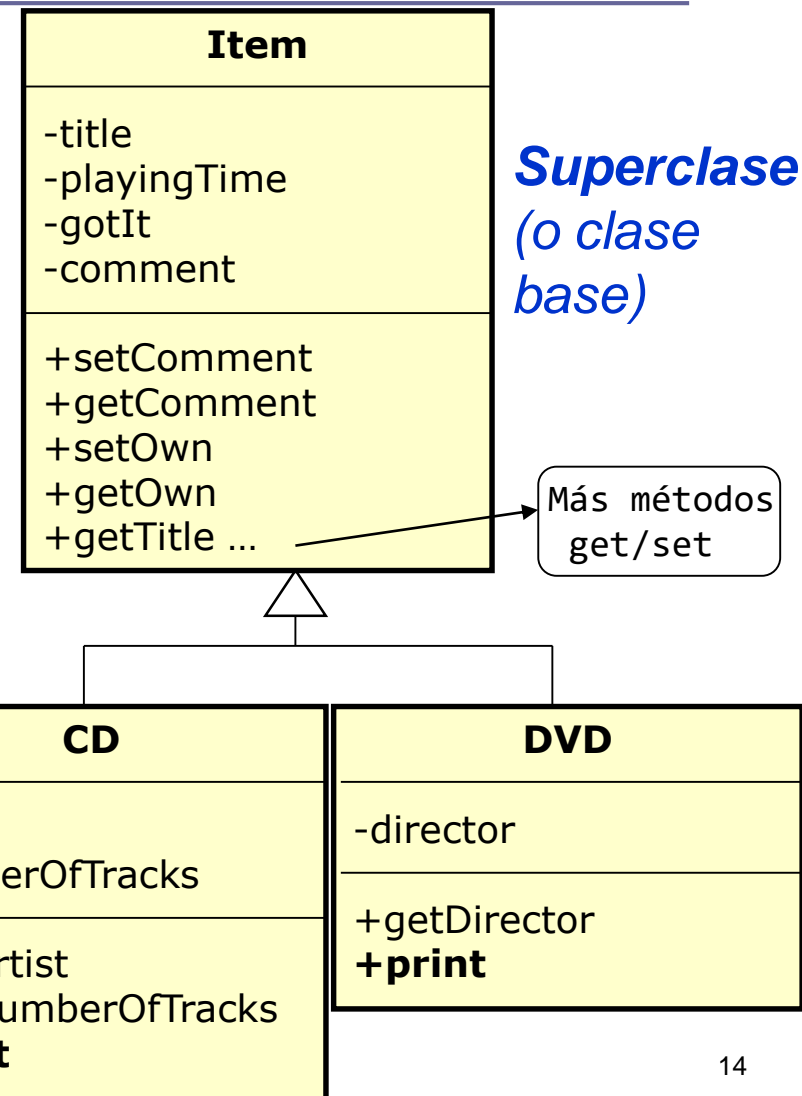 Item
-title
-playingTime
-gotIt
-comment
Superclase
(o clase
base)
+setComment
+getComment
+setOwn
+getOwn
+getTitle ...
Más métodos
get/set
CD
erOfTracks
rtist
umberOfTracks
t
DVD
-director
+getDirector
+print
14